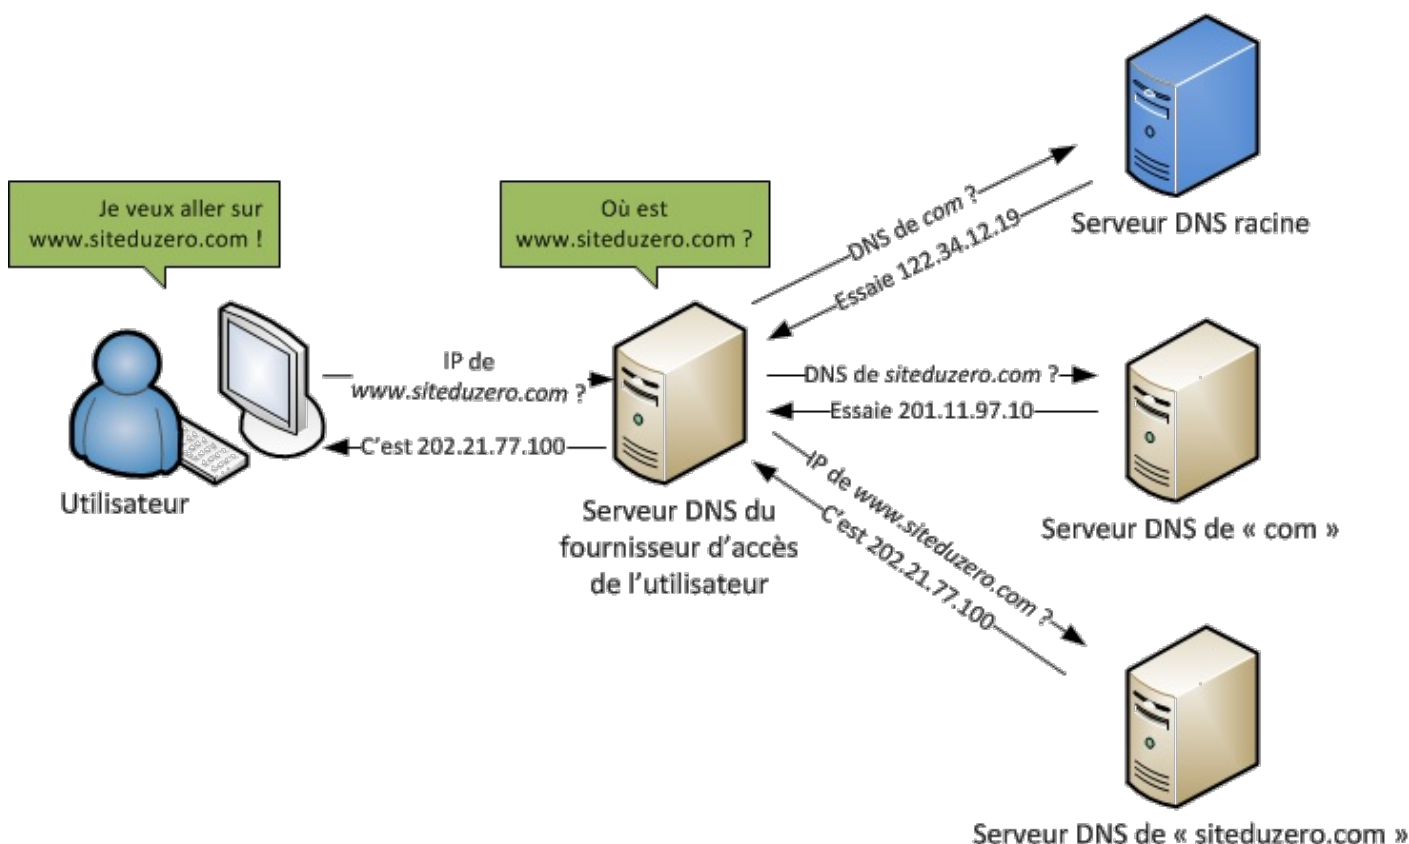 Je veux aller sur
www.siteduzero.com !
Où est
www.siteduzero.com ?
IP de
www.siteduzero.com ?
C'est 202.21.77.100
Utilisateur
Serveur DNS du
fournisseur d'accès
de l'utilisateur
DNS de com ?
Essaie 122.34.12.19
Serveur DNS racine
DNS de siteduzero.com ?
Essaie 201.11.97.10
Serveur DNS de « com »
IP de www.siteduzero.com ?
C'est 202.21.77.100
Serveur DNS de « siteduzero.com »